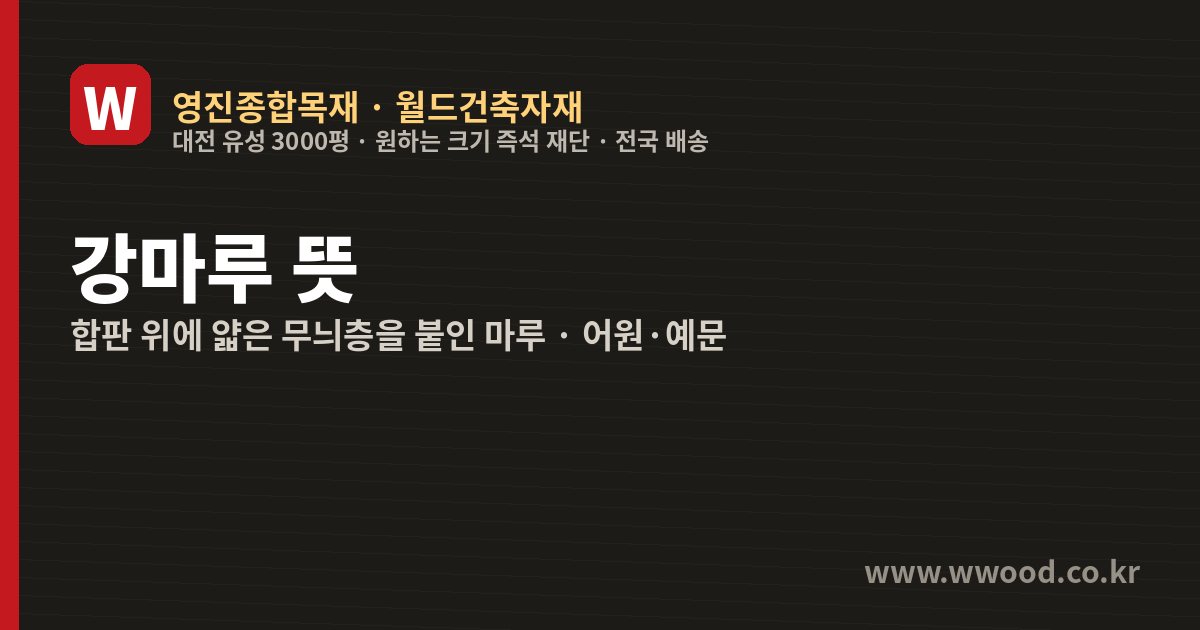 W
영진종합목재 · 월드건축자재
대전 유성 3000평 · 원하는 크기 즉석 재단 · 전국 배송
강마루 뜻
합판 위에 얇은 무늬층을 붙인 마루 · 어원·예문
www.wwood.co.kr